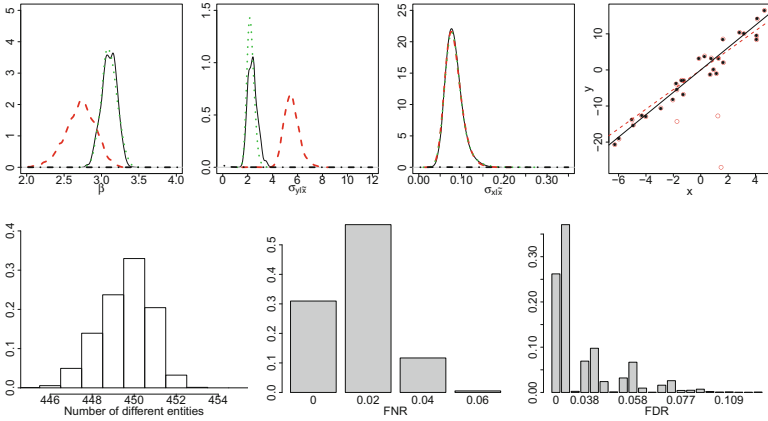 0 1 2 3 4 5
2.0 2.5 3.0 3.5 4.0
β
0.0 0.5 1.0 1.5
0 2 4 6 8 10 12
σy|x̃
0 5 10 15 20 25
0.00 0.10 0.20 0.30
σx|x̃
y
−20 −10 0 10
−6 −4 −2 0 2 4
x
0.0 0.1 0.2 0.3 0.4
446 448 450 452 454
Number of different entities
0.0 0.1 0.2 0.3 0.4 0.5
0 0.02 0.04 0.06
FNR
0.00 0.10 0.20 0.30
0 0.038 0.058 0.077 0.109
FDR